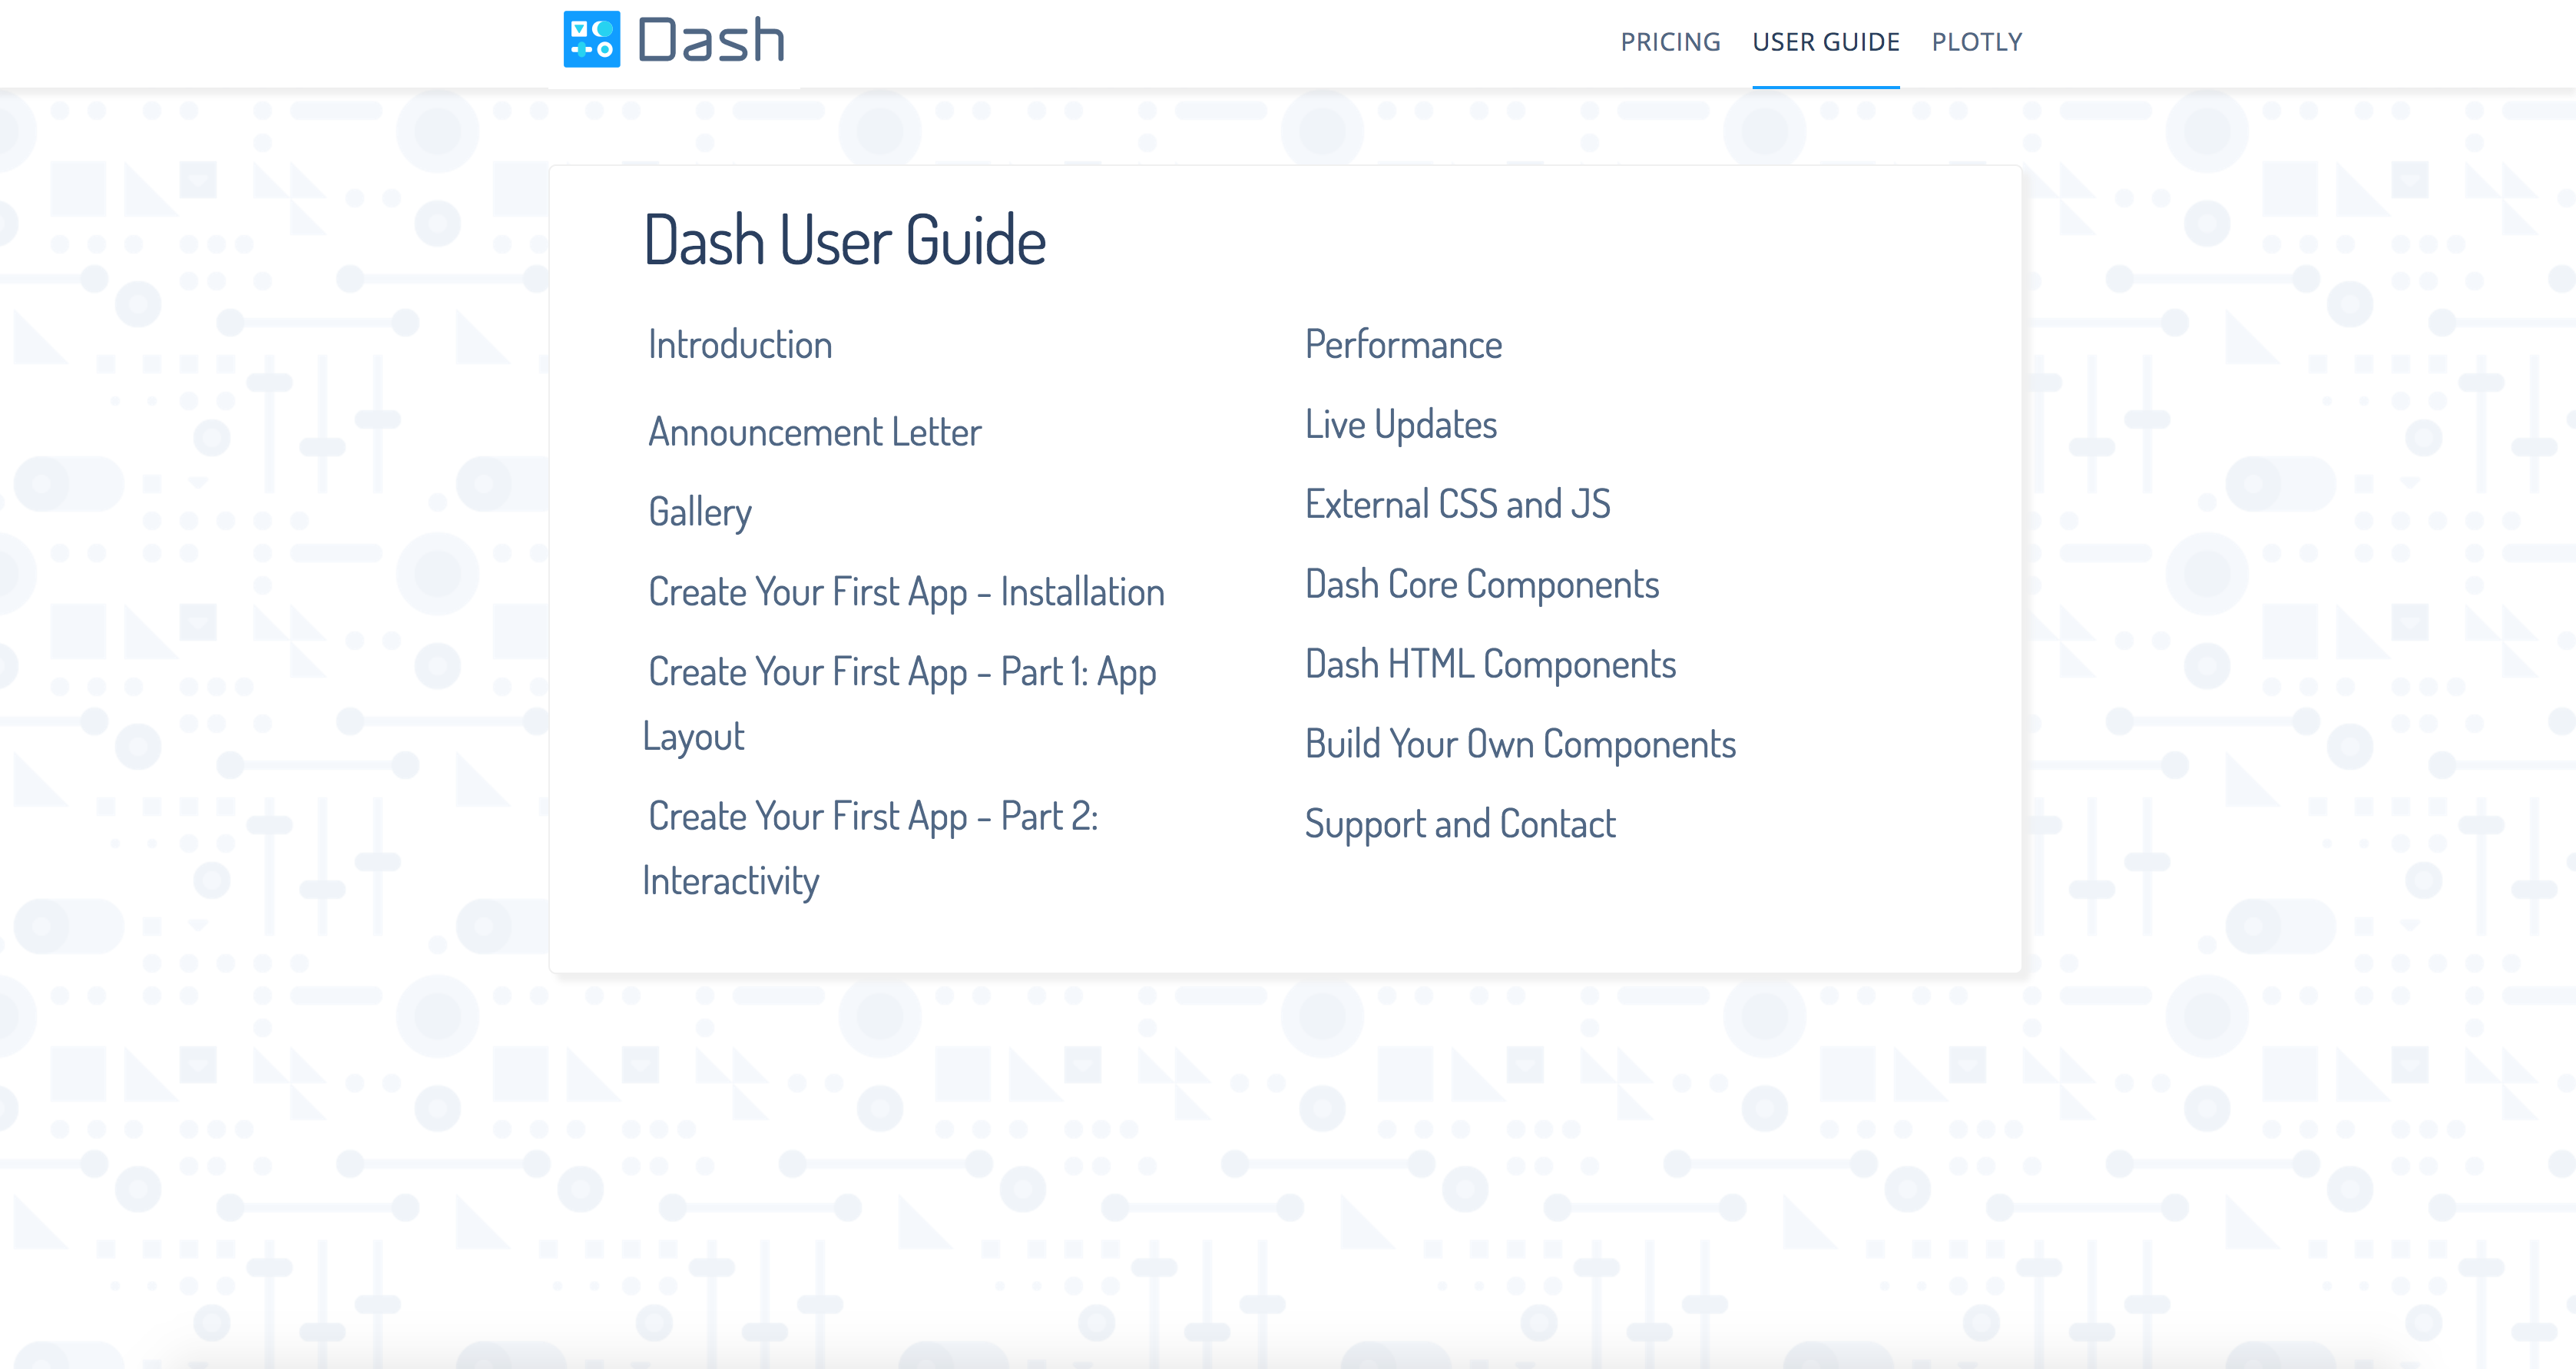 Dash
PRICING USER GUIDE PLOTLY
Dash User Guide
Introduction
Announcement Letter
Gallery
Create Your First App - Installation
Create Your First App - Part 1: App
Layout
Create Your First App - Part 2:
Interactivity
Performance
Live Updates
External CSS and JS
Dash Core Components
Dash HTML Components
Build Your Own Components
Support and Contact